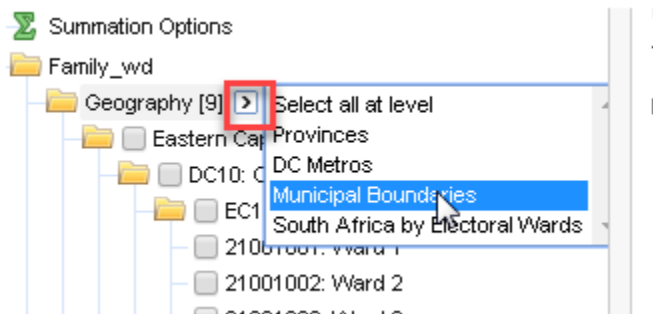 Summation Options
Family_wd
Geography [9]
Select all at level
Eastern Cap
Provinces
DC Metros
DC10: C
Municipal Boundaries
EC1
South Africa by Electoral Wards
21001001: Ward 1
21001002: Ward 2